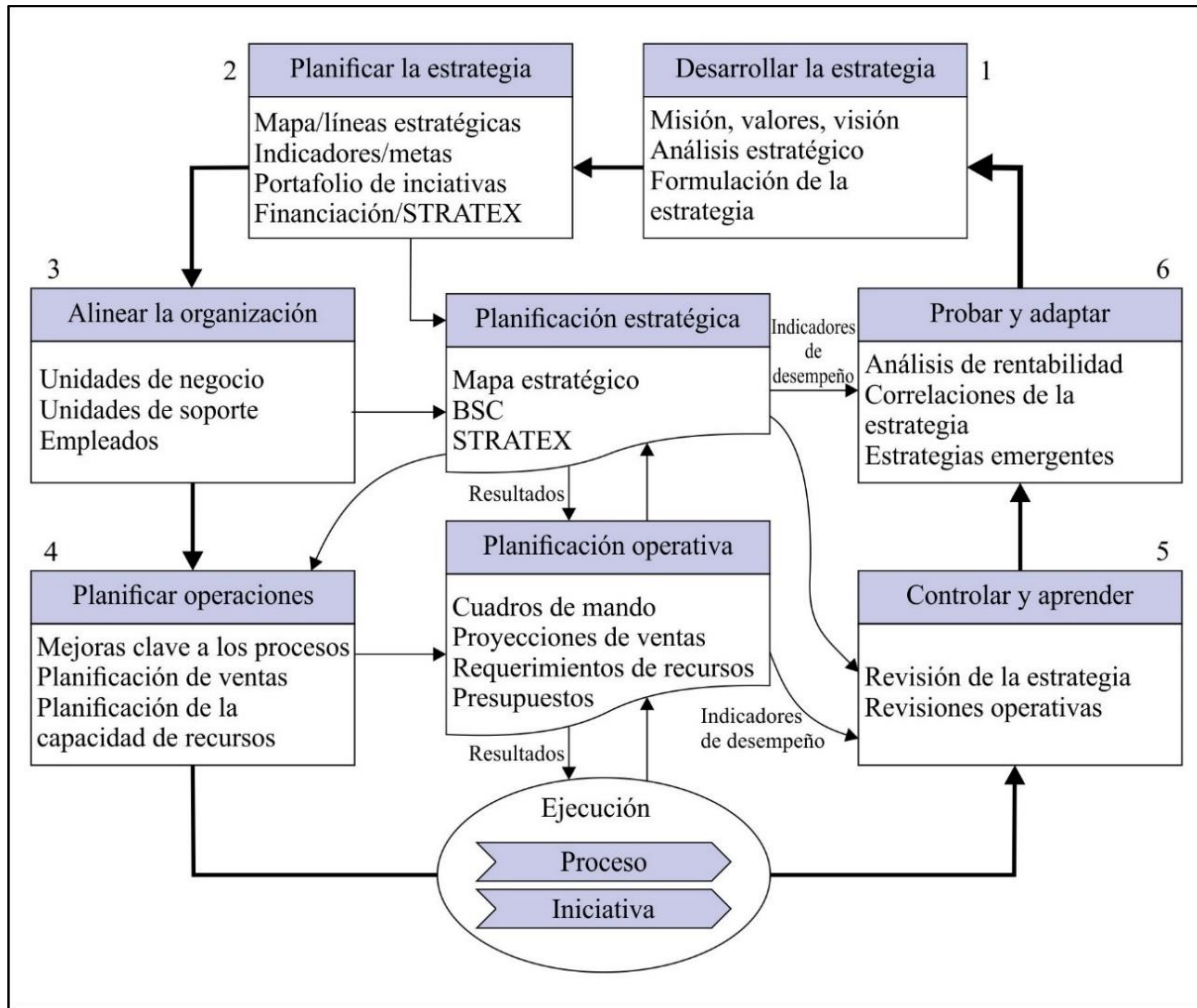 2
Planificar la estrategia
Mapa/líneas estratégicas
Indicadores/metas
Portafolio de inciativas
Financiación/STRATEX
Desarrollar la estrategia
1
Misión, valores, visión
Análisis estratégico
Formulación de la
estrategia
3
Alinear la organización
Unidades de negocio
Unidades de soporte
Empleados
Planificación estratégica
Mapa estratégico
BSC
STRATEX
Indicadores
de
desempeño
6
Probar y adaptar
Análisis de rentabilidad
Correlaciones de la
estrategia
Estrategias emergentes
Resultados
4
Planificar operaciones
Mejoras clave a los procesos
Planificación de ventas
Planificación de la
capacidad de recursos
Planificación operativa
Cuadros de mando
Proyecciones de ventas
Requerimientos de recursos
Presupuestos
Indicadores
de desempeño
5
Controlar y aprender
Revisión de la estrategia
Revisiones operativas
Resultados
Ejecución
Proceso
Iniciativa